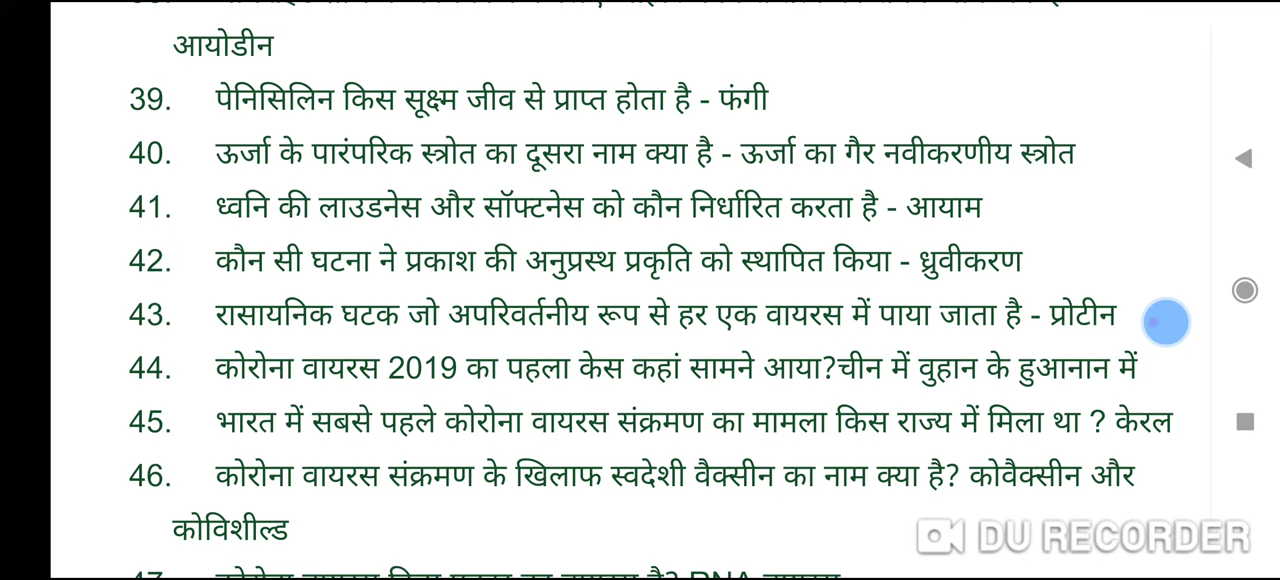 आयोडीन
39. पेनिसिलिन किस सूक्ष्म जीव से प्राप्त होता है - फंगी
40. ऊर्जा के पारंपरिक स्त्रोत का दूसरा नाम क्या है - ऊर्जा का गैर नवीकरणीय स्त्रोत
41. ध्वनि की लाउडनेस और सॉफ्टनेस को कौन निर्धारित करता है - आयाम
42. कौन सी घटना ने प्रकाश की अनुप्रस्थ प्रकृति को स्थापित किया - ध्रुवीकरण
43. रासायनिक घटक जो अपरिवर्तनीय रूप से हर एक वायरस में पाया जाता है - प्रोटीन
44. कोरोना वायरस 2019 का पहला केस कहां सामने आया?चीन में वुहान के हुआनान में
45. भारत में सबसे पहले कोरोना वायरस संक्रमण का मामला किस राज्य में मिला था ? केरल
46. कोरोना वायरस संक्रमण के खिलाफ स्वदेशी वैक्सीन का नाम क्या है? कोवैक्सीन और
कोविशील्ड
DU RECORDER